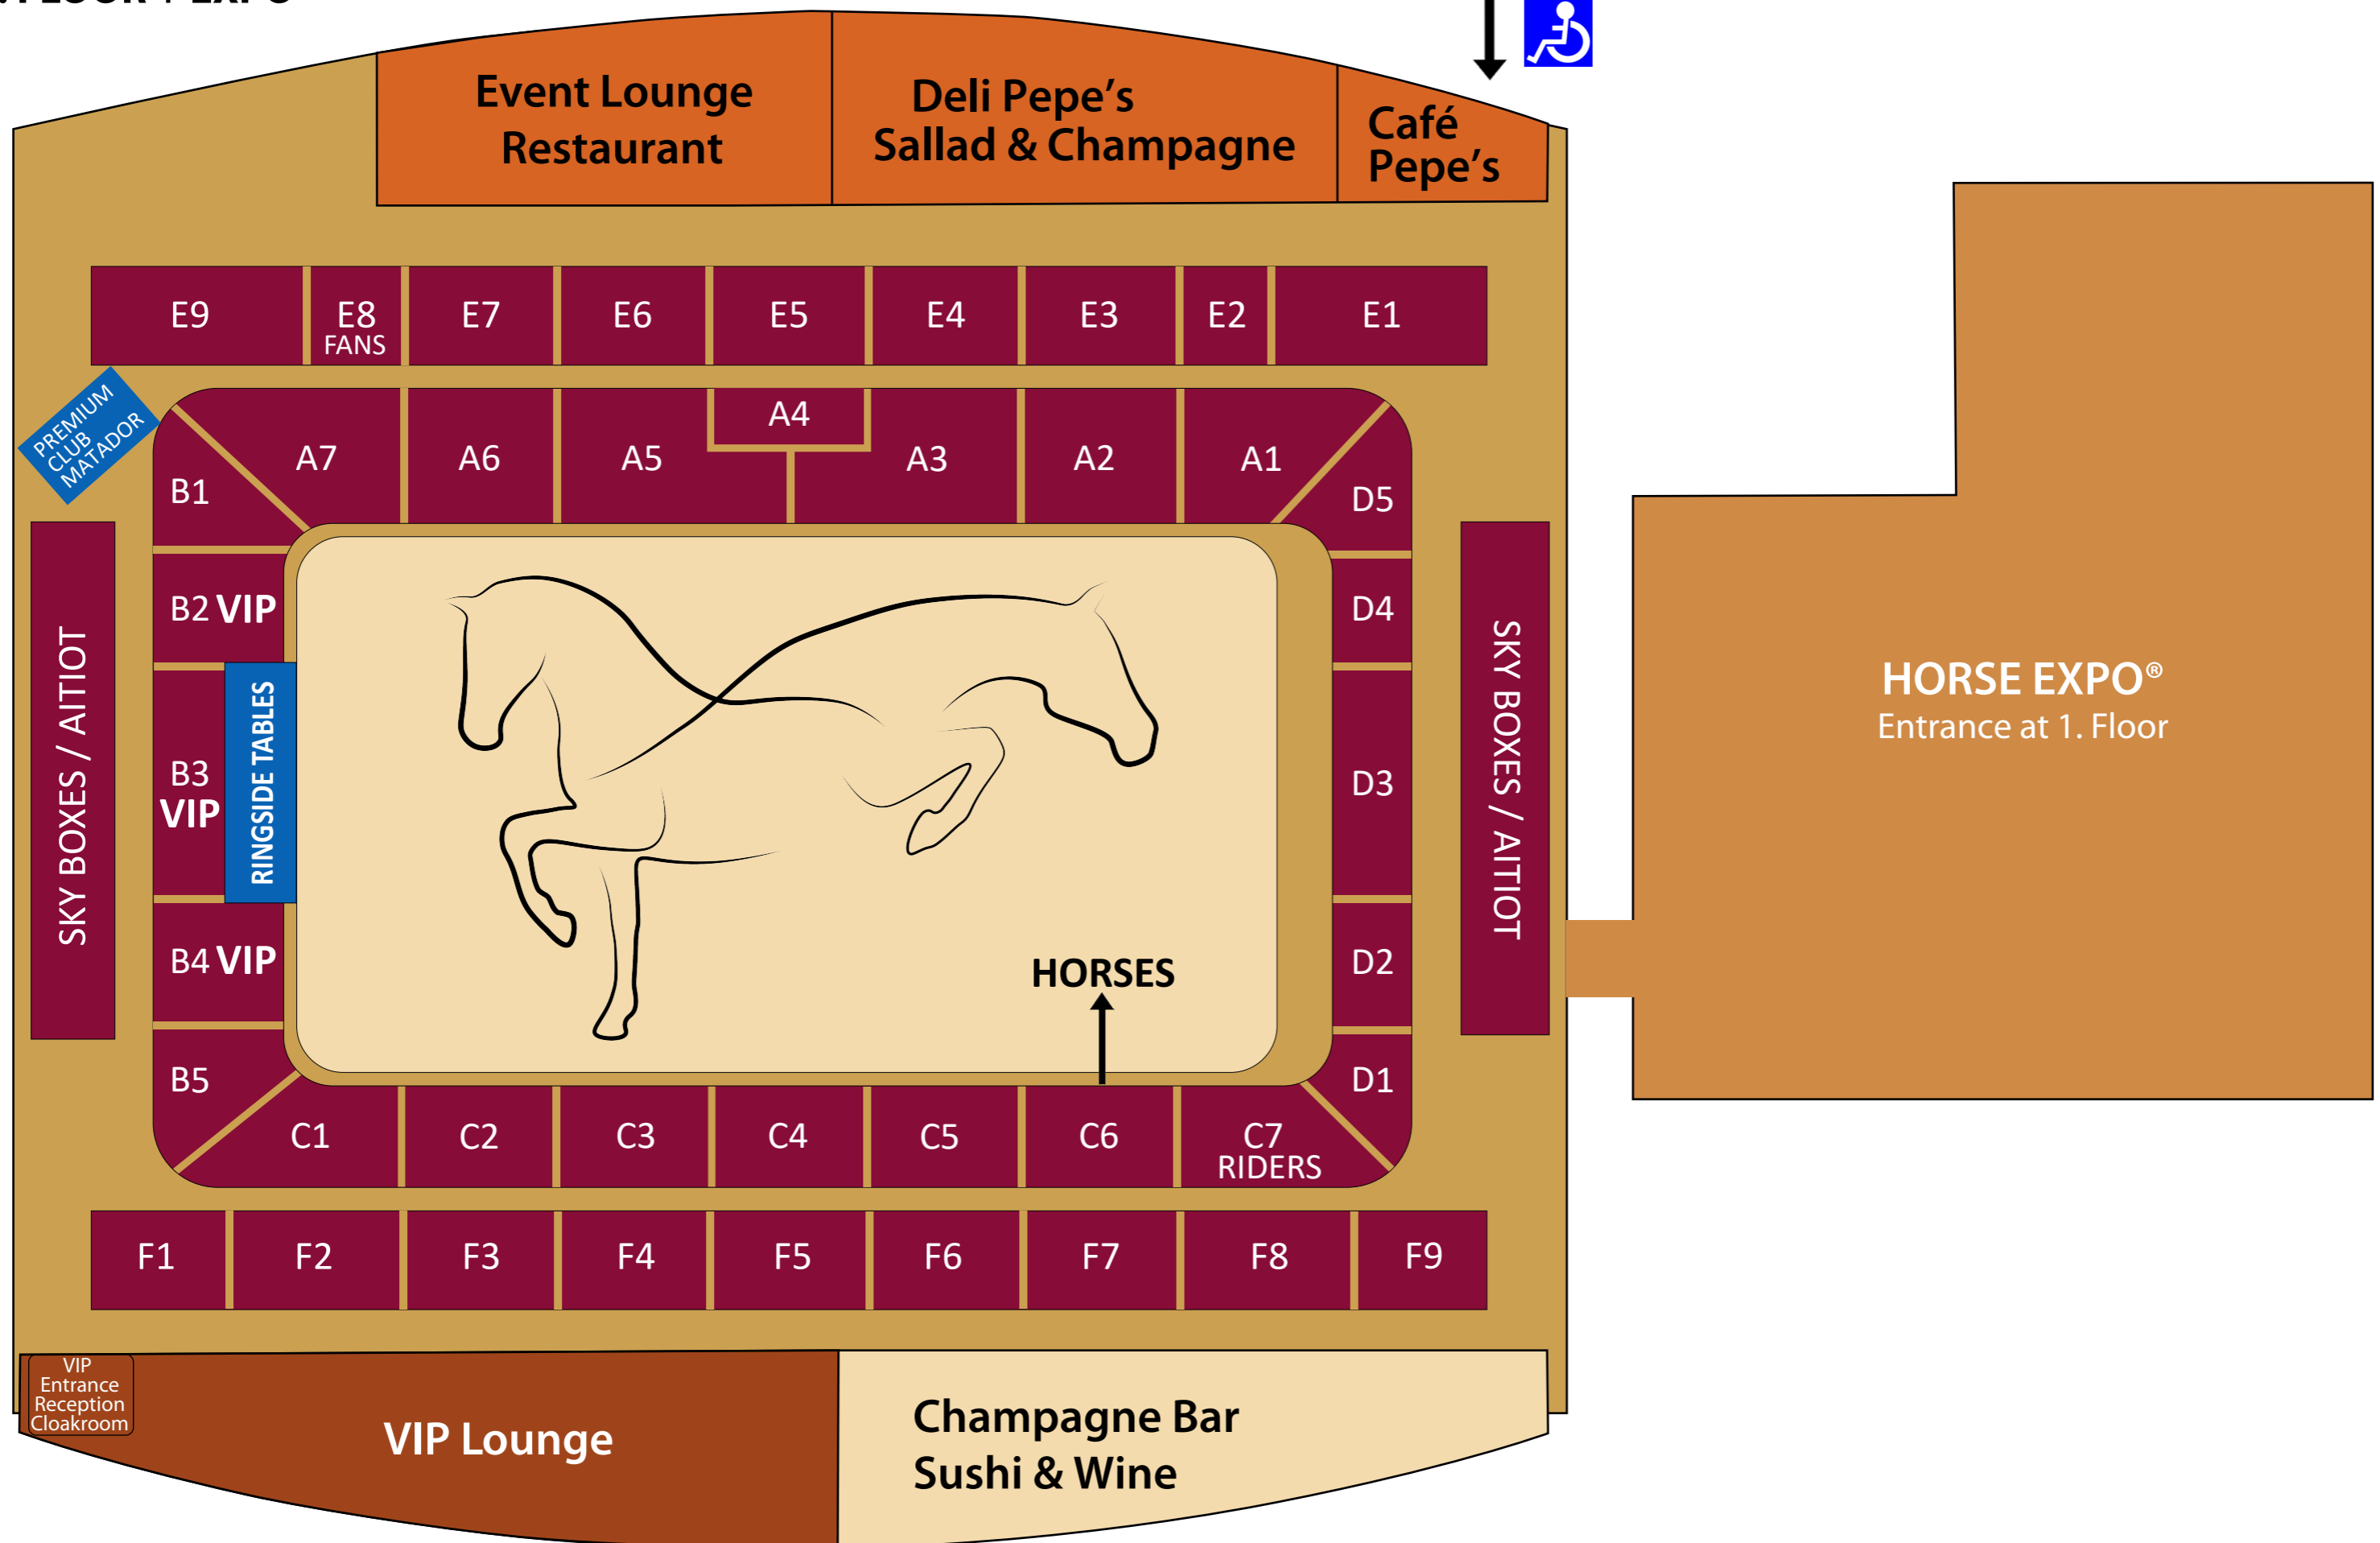 FLOOR + EXPO
Event Lounge
Restaurant
Deli Pepe's
Sallad & Champagne
Café
Pepe's
E9
E8
FANS
E7
E6
E5
E4
E3
E2
E1
PREMIUM
CLUB
MATADOR
A7
A6
A5
A4
A3
A2
A1
B1
B2 VIP
B3
VIP
B4 VIP
B5
RINGSIDE TABLES
SKY BOXES / AITIOT
D5
D4
D3
D2
D1
SKY BOXES / AITIOT
HORSE EXPO®
Entrance at 1. Floor
HORSES
C1
C2
C3
C4
C5
C6
C7
RIDERS
F1
F2
F3
F4
F5
F6
F7
F8
F9
VIP
Entrance
Reception
Cloakroom
VIP Lounge
Champagne Bar
Sushi & Wine